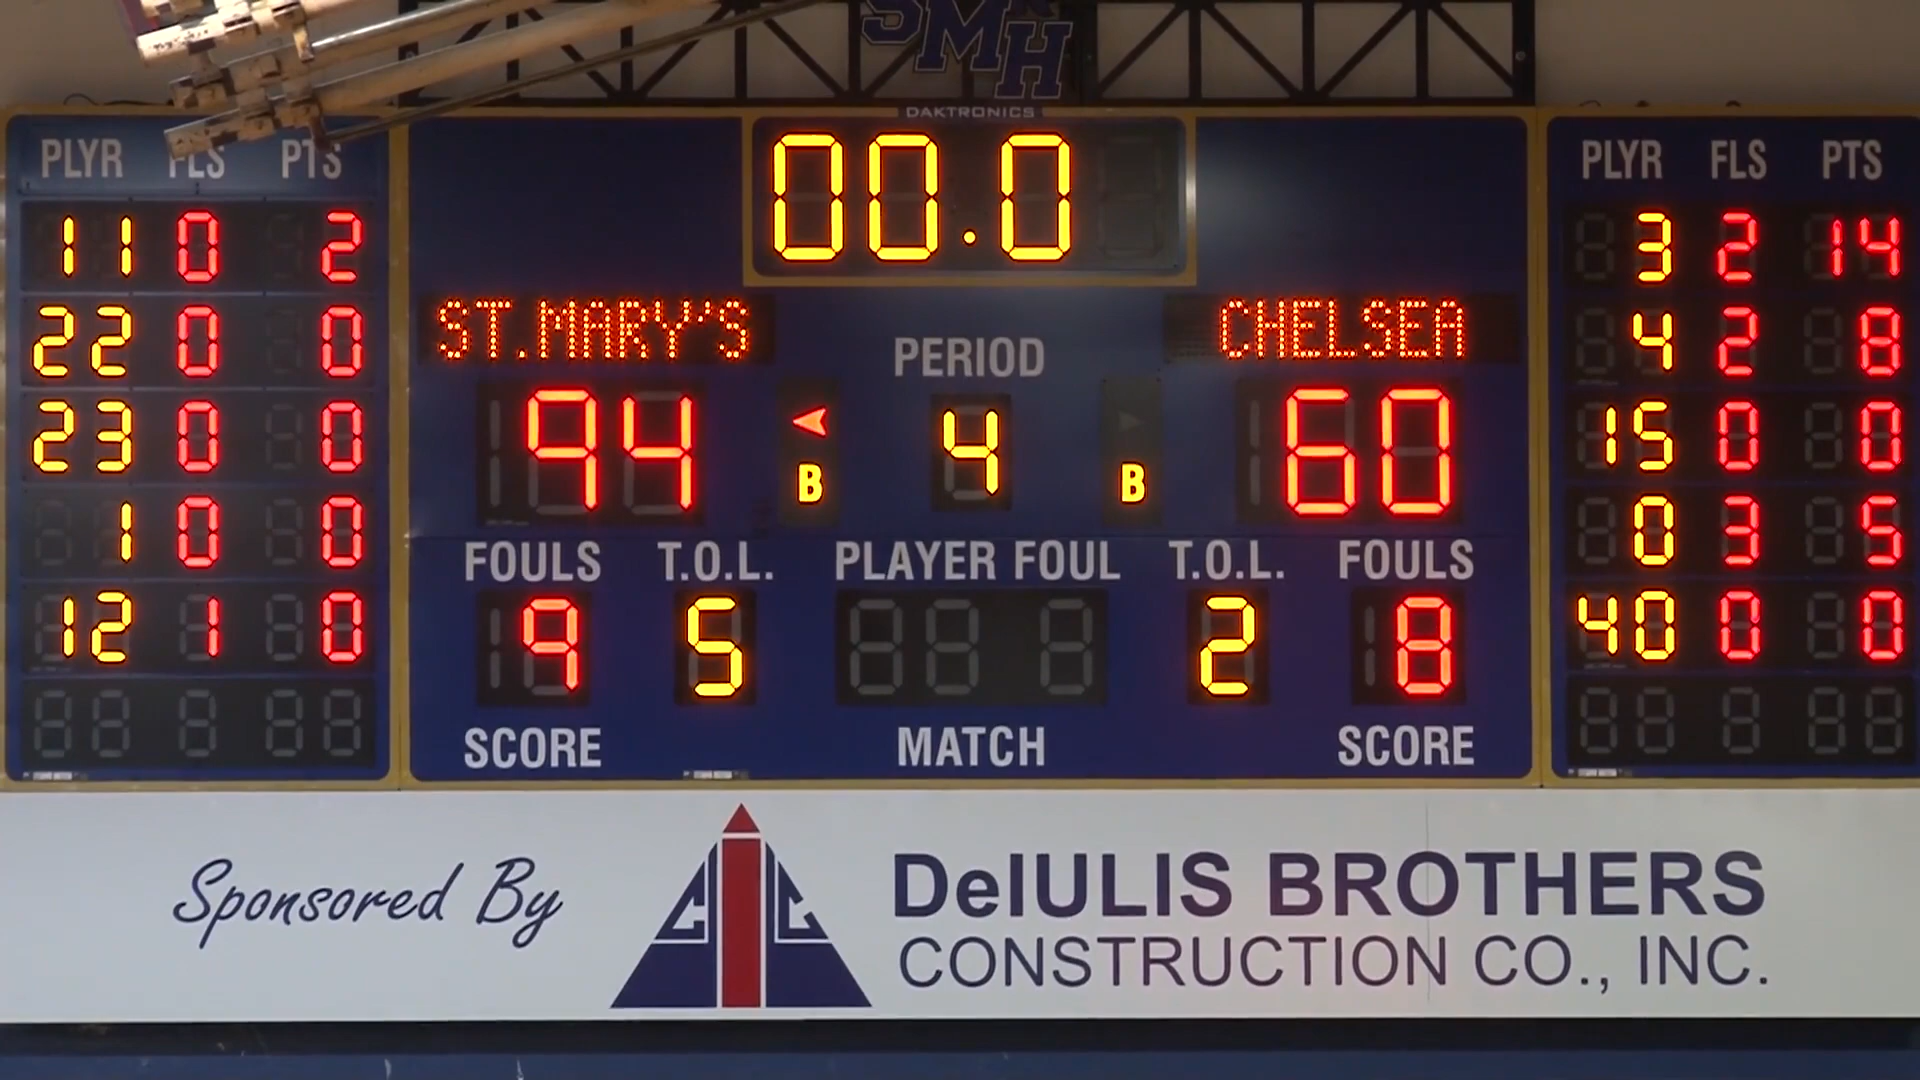 SMH
DAKTRONICS
PLYR FLS PTS
00.0
PLYR FLS PTS
11 0 2
22 0 0
23 0 0
1 0 0
12 1 0
ST.MARY'S
PERIOD
CHELSEA
94
B
4
B
60
FOULS T.O.L. PLAYER FOUL T.O.L. FOULS
9 5 2 8
SCORE MATCH SCORE
3 2 14
4 2 8
15 0 0
0 3 5
40 0 0
Sponsored By
DeIULIS BROTHERS
CONSTRUCTION CO., INC.